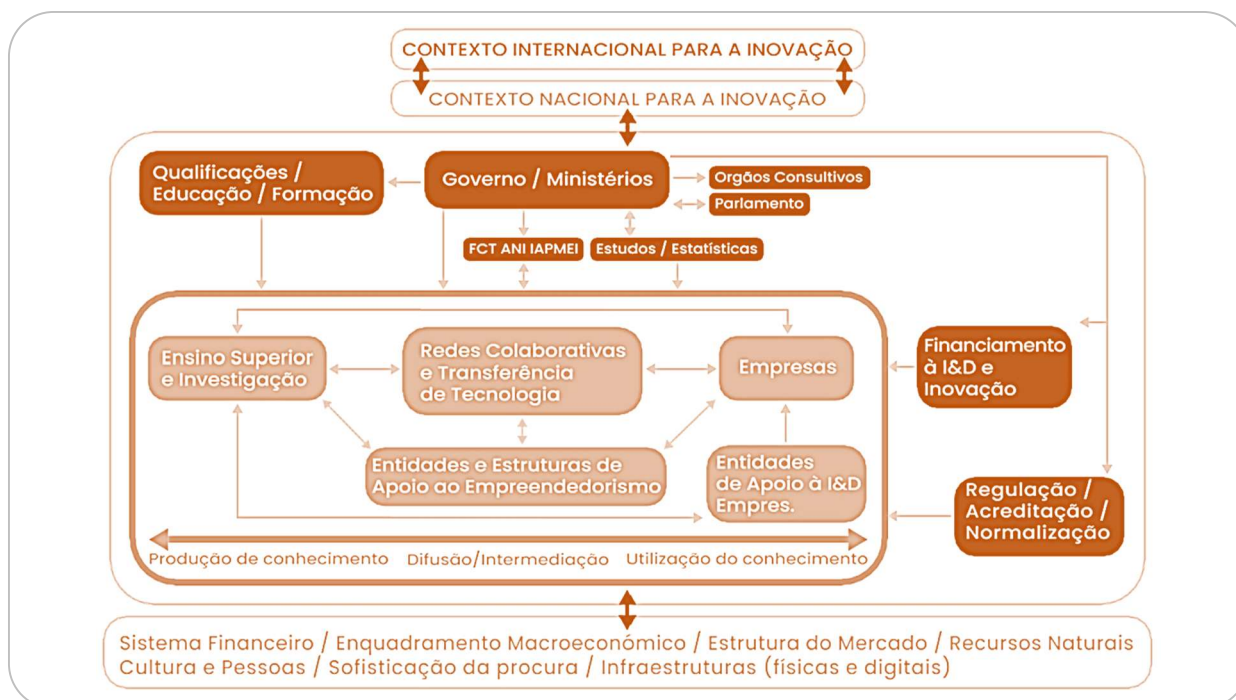 CONTEXTO INTERNACIONAL PARA A INOVAÇÃO
CONTEXTO NACIONAL PARA A INOVAÇÃO
Qualificações /
Educação / Formação
Governo / Ministérios
Orgãos Consultivos
Parlamento
FCT ANI IAPMEI
Estudos / Estatísticas
Ensino Superior
e Investigação
Redes Colaborativas
e Transferência
de Tecnologia
Empresas
Financiamento
à I&D e
Inovação
Entidades e Estruturas de
Apoio ao Empreendedorismo
Entidades
de Apoio à I&D
Empres.
Regulação /
Acreditação /
Normalização
Produção de conhecimento
Difusão/Intermediação
Utilização do conhecimento
Sistema Financeiro / Enquadramento Macroeconómico / Estrutura do Mercado / Recursos Naturais
Cultura e Pessoas / Sofisticação da procura / Infraestruturas (físicas e digitais)